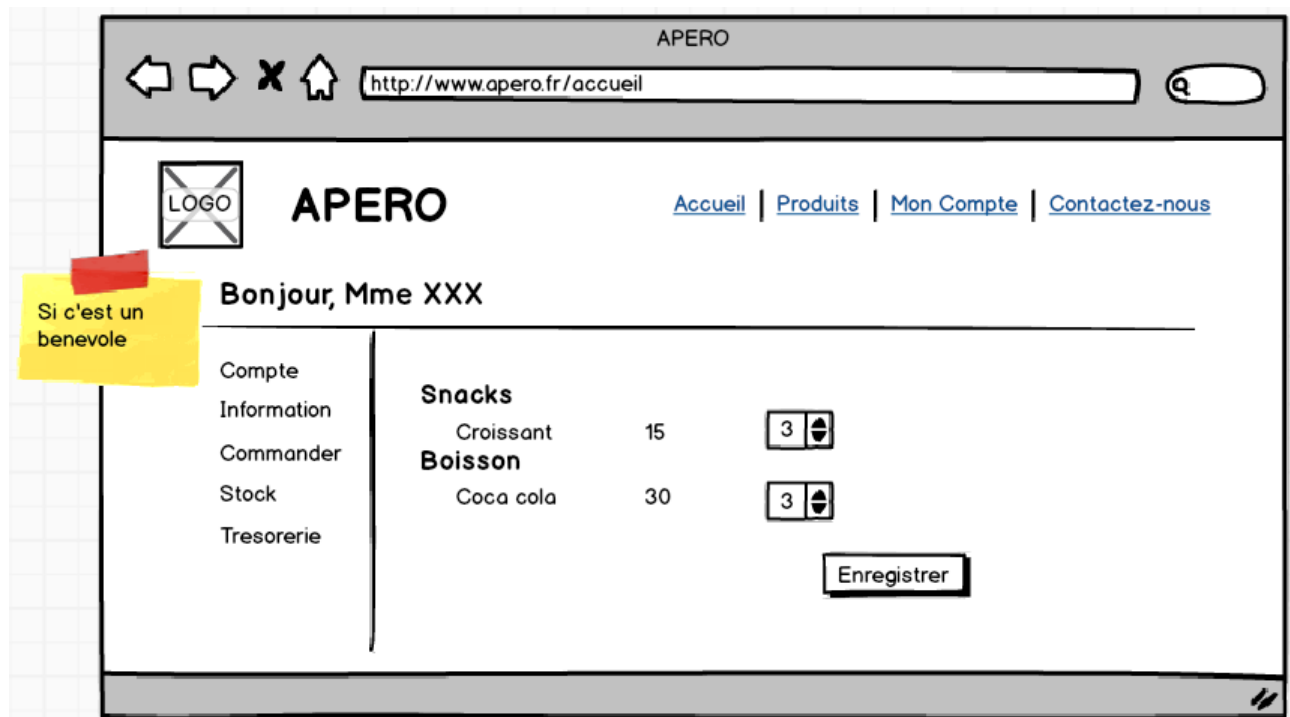 APERO
http://www.apero.fr/accueil
LOGO
APERO
Accueil | Produits | Mon Compte | Contactez-nous
Si c'est un
benevole
Bonjour, Mme XXX
Compte
Information
Commander
Stock
Tresorerie
Snacks
Croissant 15 3
Boisson
Coca cola 30 3
Enregistrer